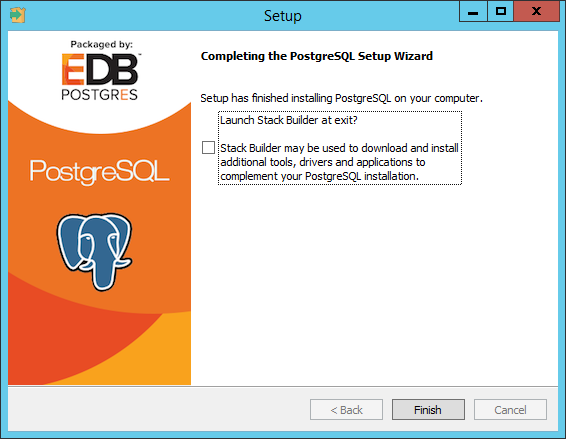 Setup
Packaged by:
EDB
POSTGRES
PostgreSQL
Completing the PostgreSQL Setup Wizard
Setup has finished installing PostgreSQL on your computer.
Launch Stack Builder at exit?
Stack Builder may be used to download and install
additional tools, drivers and applications to
complement your PostgreSQL installation.
< Back
Finish
Cancel